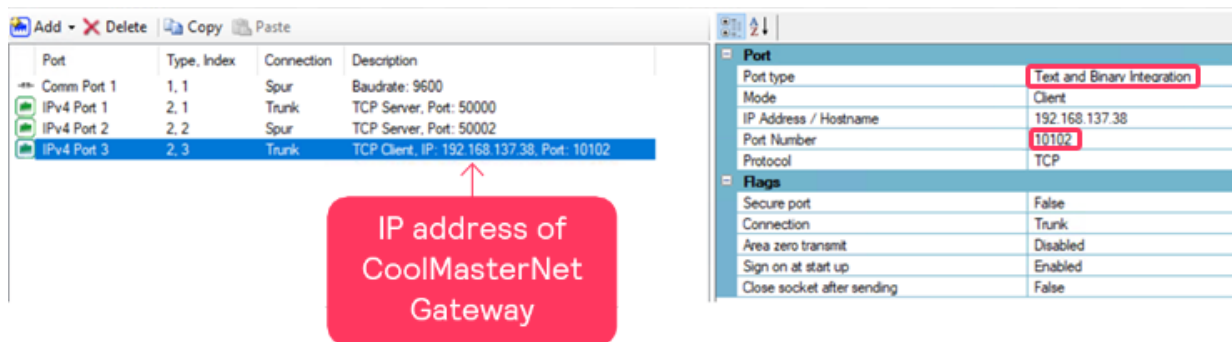 Add Delete Copy Paste
Port Type, Index Connection Description
Comm Port 1 1, 1 Spur Baudrate: 9600
IPv4 Port 1 2, 1 Trunk TCP Server, Port: 50000
IPv4 Port 2 2, 2 Spur TCP Server, Port: 50002
IPv4 Port 3 2, 3 Trunk TCP Client, IP: 192.168.137.38, Port: 10102
IP address of
CoolMasterNet
Gateway
Port
Port type Text and Binary Integration
Mode Client
IP Address / Hostname 192.168.137.38
Port Number 10102
Protocol TCP
Flags
Secure port False
Connection Trunk
Area zero transmit Disabled
Sign on at start up Enabled
Close socket after sending False